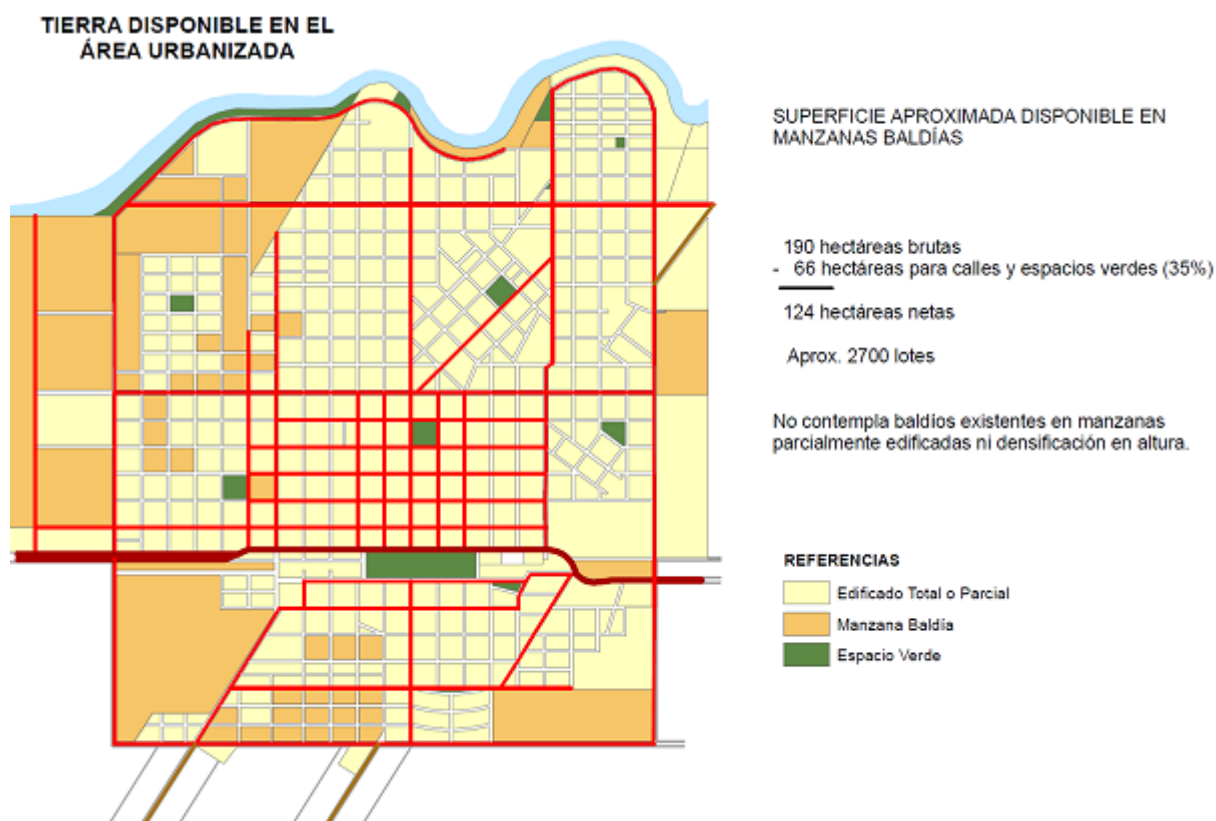 TIERRA DISPONIBLE EN EL
ÁREA URBANIZADA
SUPERFICIE APROXIMADA DISPONIBLE EN
MANZANAS BALDÍAS
190 hectáreas brutas
- 66 hectáreas para calles y espacios verdes (35%)
124 hectáreas netas
Aprox. 2700 lotes
No contempla baldíos existentes en manzanas
parcialmente edificadas ni densificación en altura.
REFERENCIAS
Edificado Total o Parcial
Manzana Baldía
Espacio Verde